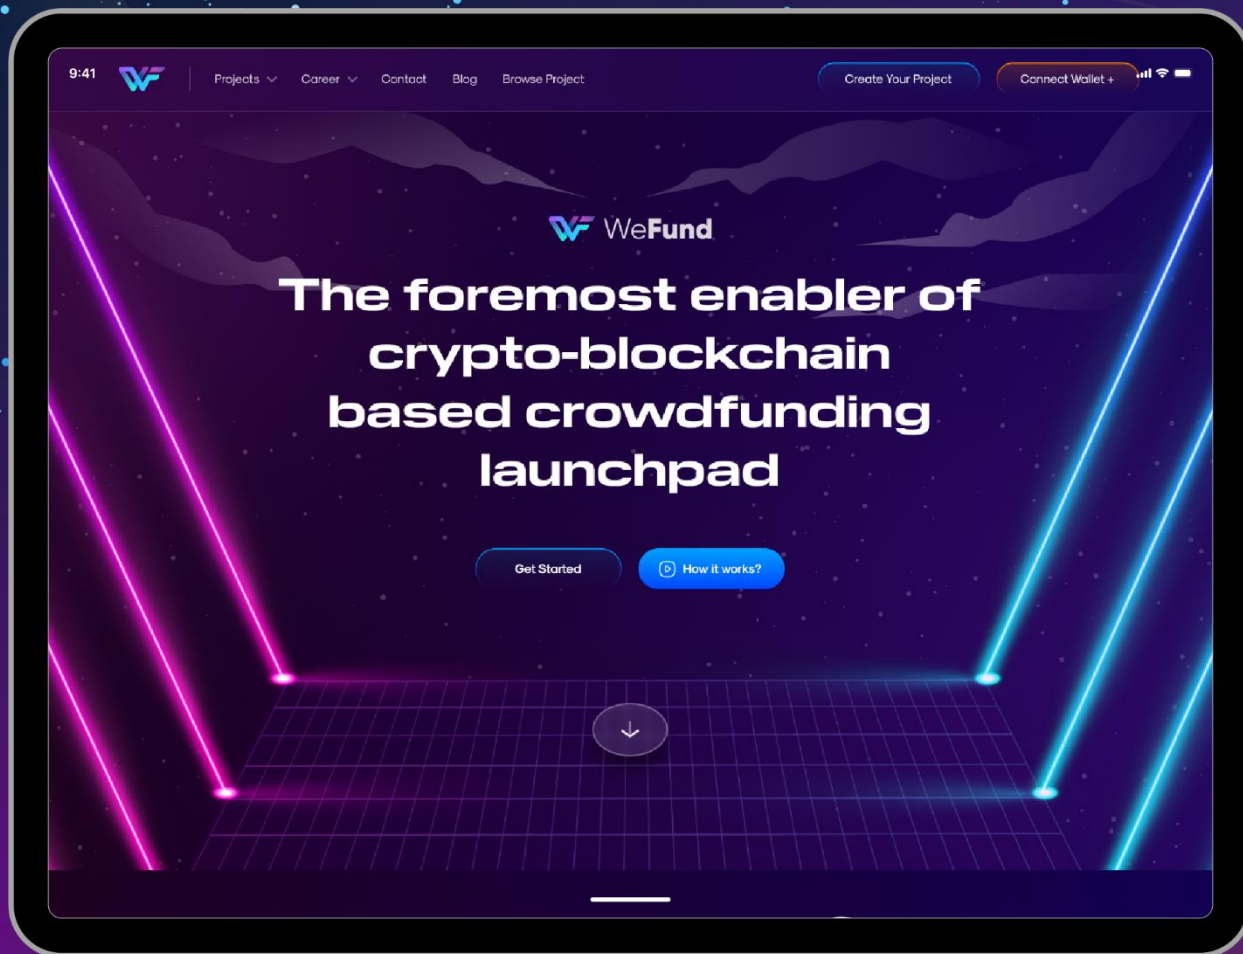 9:41
Projects
Career
Contact
Blog
Browse Project
Create Your Project
Connect Wallet +
WeFund
The foremost enabler of
crypto-blockchain
based crowdfunding
launchpad
Get Started
How it works?